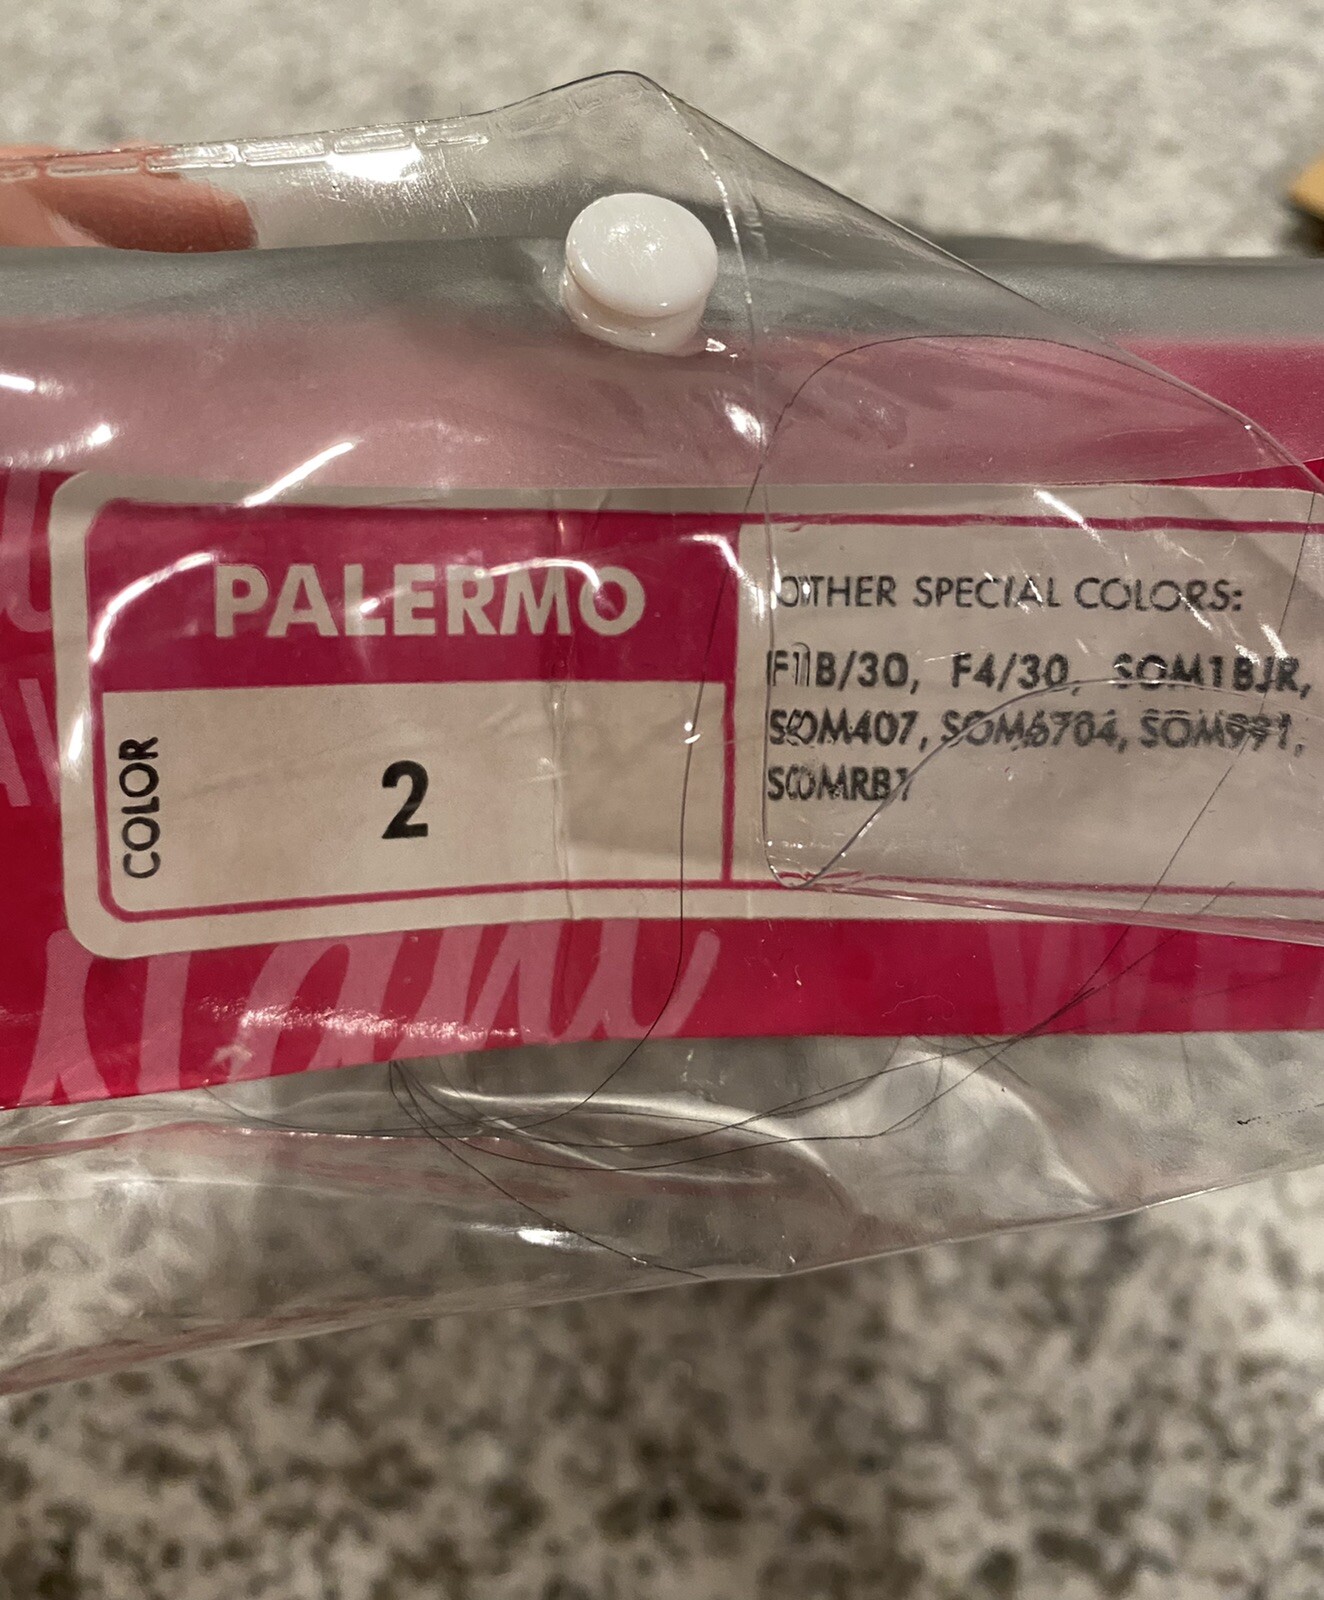 PALERMO
COLOR
2
OTHER SPECIAL COLORS:
F1B/30, F4/30, SOM1BJR,
SOM407, SOM6704, SOM991,
SOMRB1